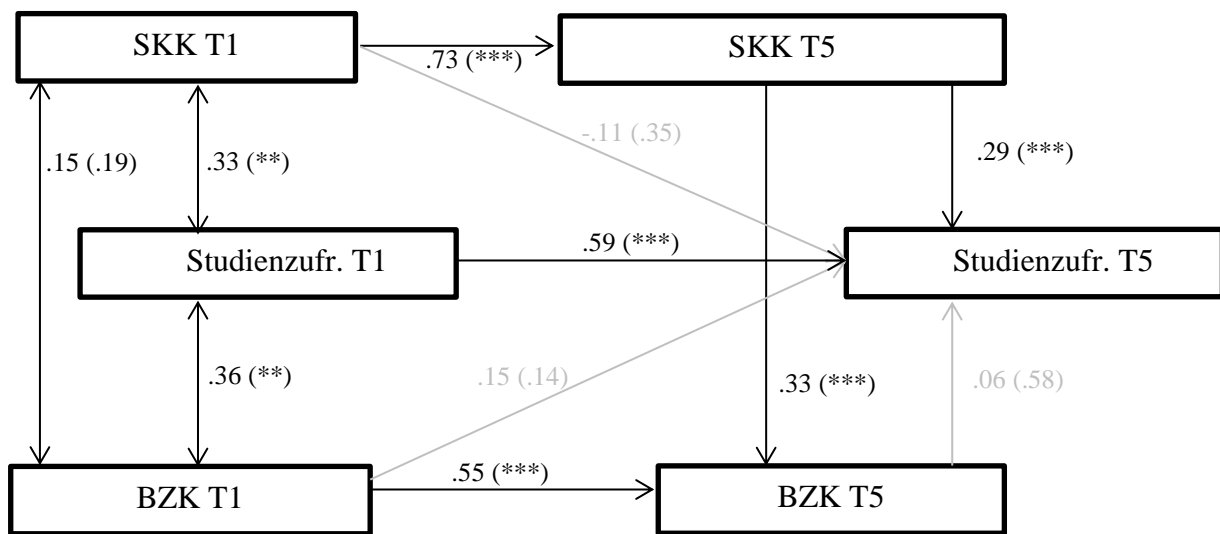 SKK T1
SKK T5
.73 (***)
-.11 (.35)
.15 (.19)
.33 (**)
.29 (***)
Studienzufr. T1
.59 (***)
Studienzufr. T5
.36 (**)
.15 (.14)
.33 (***)
.06 (.58)
BZK T1
.55 (***)
BZK T5